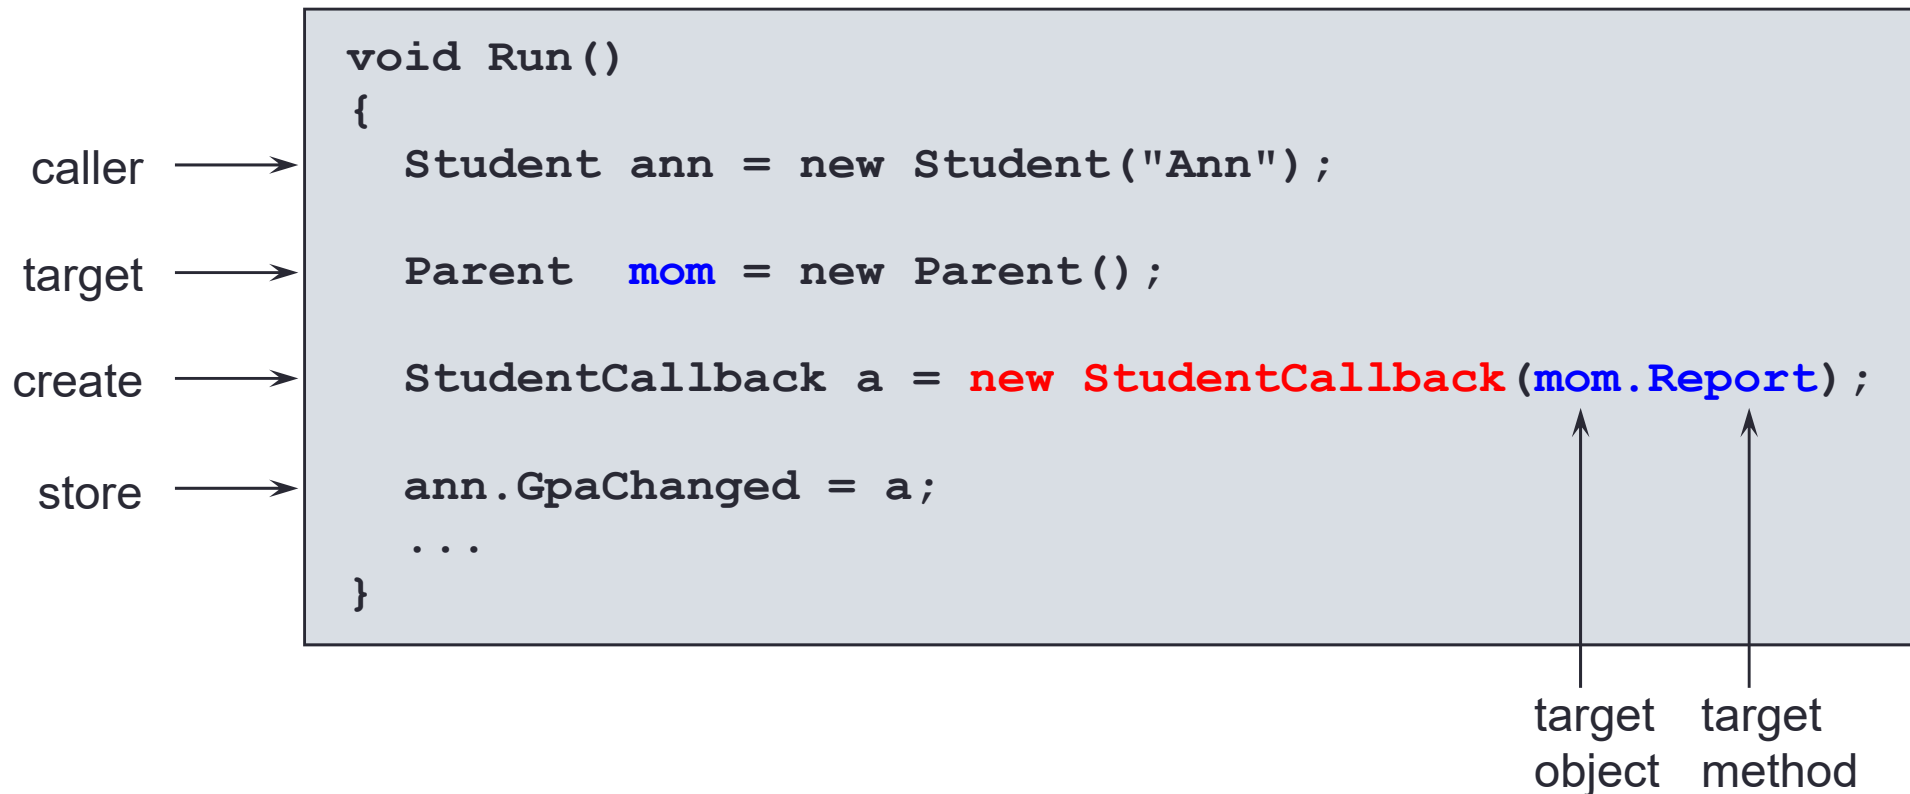 void Run()
{
caller
Student ann = new Student("Ann");
target
Parent mom = new Parent();
create
StudentCallback a = new StudentCallback(mom.Report);
store
ann.GpaChanged = a;
...
}
target object
target method